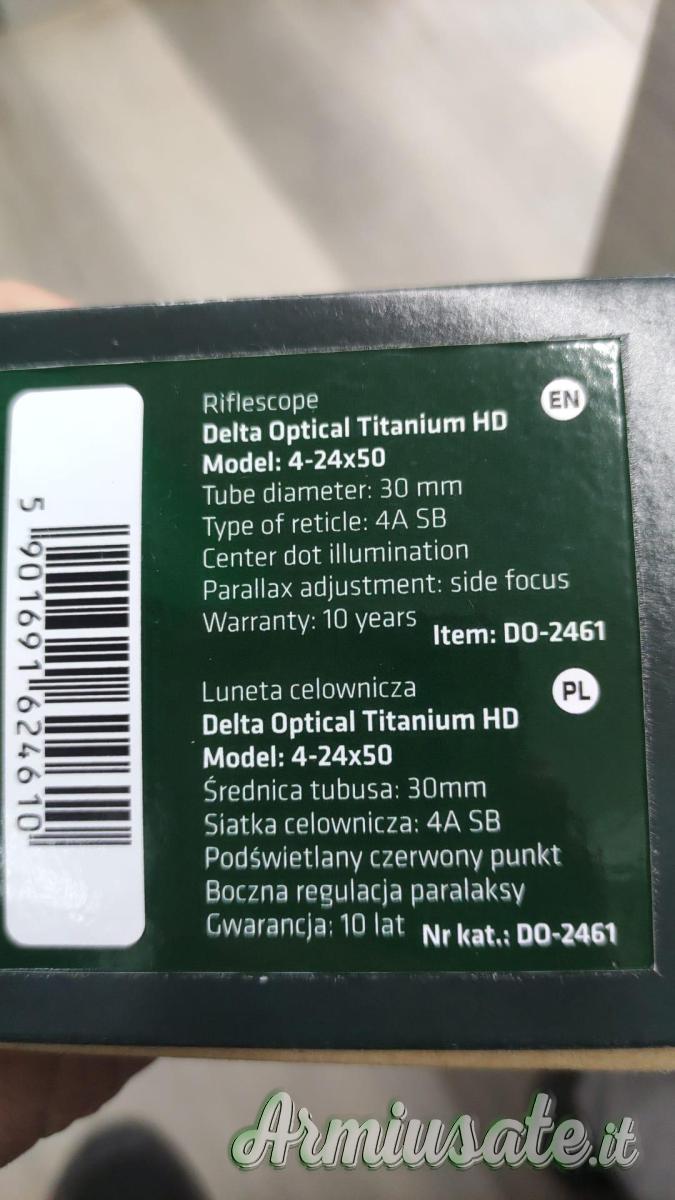 Riflescope
EN
Delta Optical Titanium HD
Model: 4-24x50
Tube diameter: 30 mm
Type of reticle: 4A SB
Center dot illumination
Parallax adjustment: side focus
Warranty: 10 years
Item: DO-2461
Luneta celownicza
PL
Delta Optical Titanium HD
Model: 4-24x50
Średnica tubusa: 30mm
Siatka celownicza: 4A SB
Podświetlany czerwony punkt
Boczna regulacja paralaksy
Gwarancja: 10 lat
Nr kat.: DO-2461
5 901691 624610
Armiusate.it